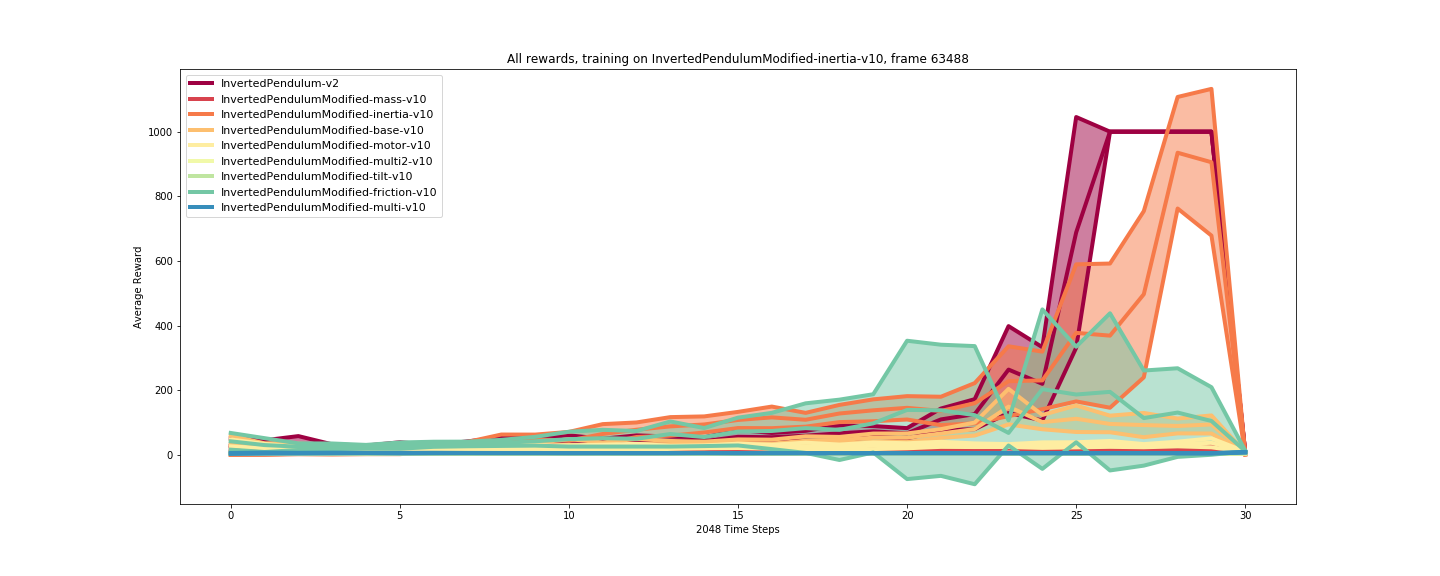 All rewards, training on InvertedPendulumModified-inertia-v10, frame 63488
InvertedPendulum-v2
InvertedPendulumModified-mass-v10
InvertedPendulumModified-inertia-v10
InvertedPendulumModified-base-v10
InvertedPendulumModified-motor-v10
InvertedPendulumModified-multi2-v10
InvertedPendulumModified-tilt-v10
InvertedPendulumModified-friction-v10
InvertedPendulumModified-multi-v10
Average Reward
1000
800
600
400
200
0
0 5 10 15 20 25 30
2048 Time Steps